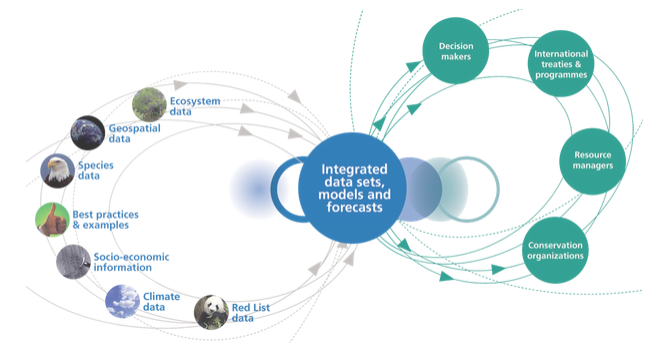 Ecosystem
data
Geospatial
data
Species
data
Best practices
& examples
Socio-economic
information
Climate
data
Red List
data
Integrated
data sets,
models and
forecasts
Decision
makers
International
treaties &
programmes
Resource
managers
Conservation
organizations